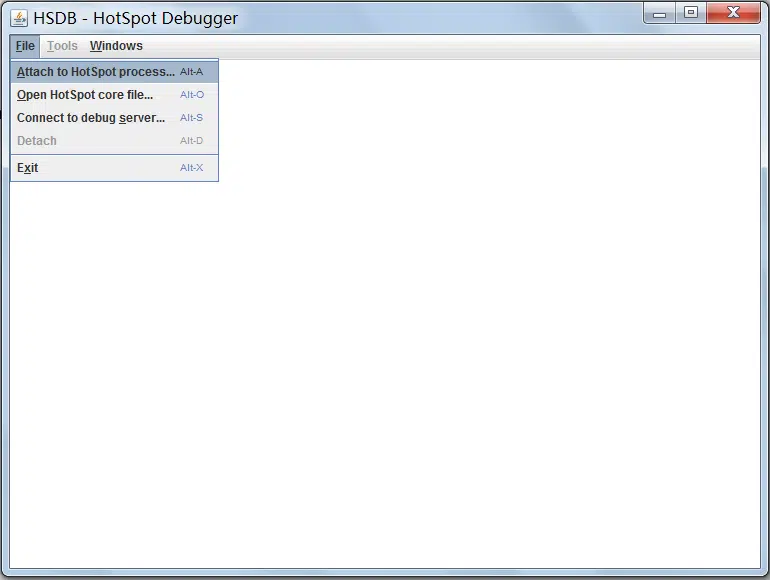 HSDB - HotSpot Debugger
File Tools Windows
Attach to HotSpot process... Alt-A
Open HotSpot core file... Alt-O
Connect to debug server... Alt-S
Detach Alt-D
Exit Alt-X